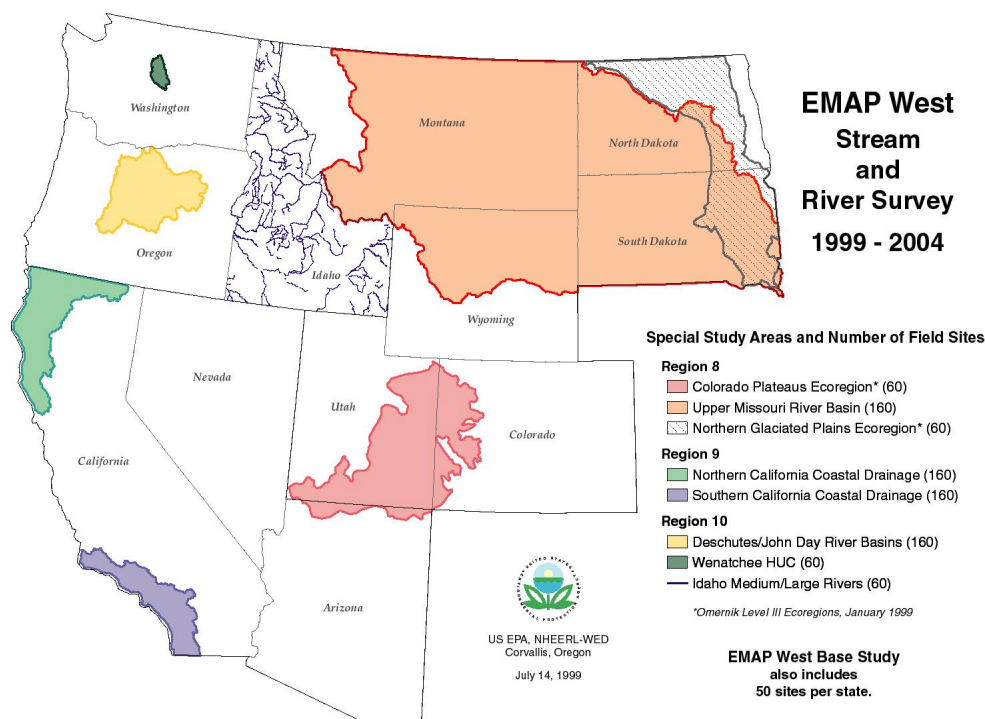 EMAP West
Stream
and
River Survey
1999 - 2004
Washington
Montana
North Dakota
Oregon
Idaho
South Dakota
Wyoming
Nevada
Utah
Colorado
California
Arizona
Special Study Areas and Number of Field Sites
Region 8
Colorado Plateaus Ecoregion* (60)
Upper Missouri River Basin (160)
Northern Glaciated Plains Ecoregion* (60)
Region 9
Northern California Coastal Drainage (160)
Southern California Coastal Drainage (160)
Region 10
Deschutes/John Day River Basins (160)
Wenatchee HUC (60)
Idaho Medium/Large Rivers (60)
*Omernik Level III Ecoregions, January 1999
UNITED STATES
ENVIRONMENTAL PROTECTION AGENCY
US EPA, NHEERL-WED
Corvallis, Oregon
July 14, 1999
EMAP West Base Study
also includes
50 sites per state.